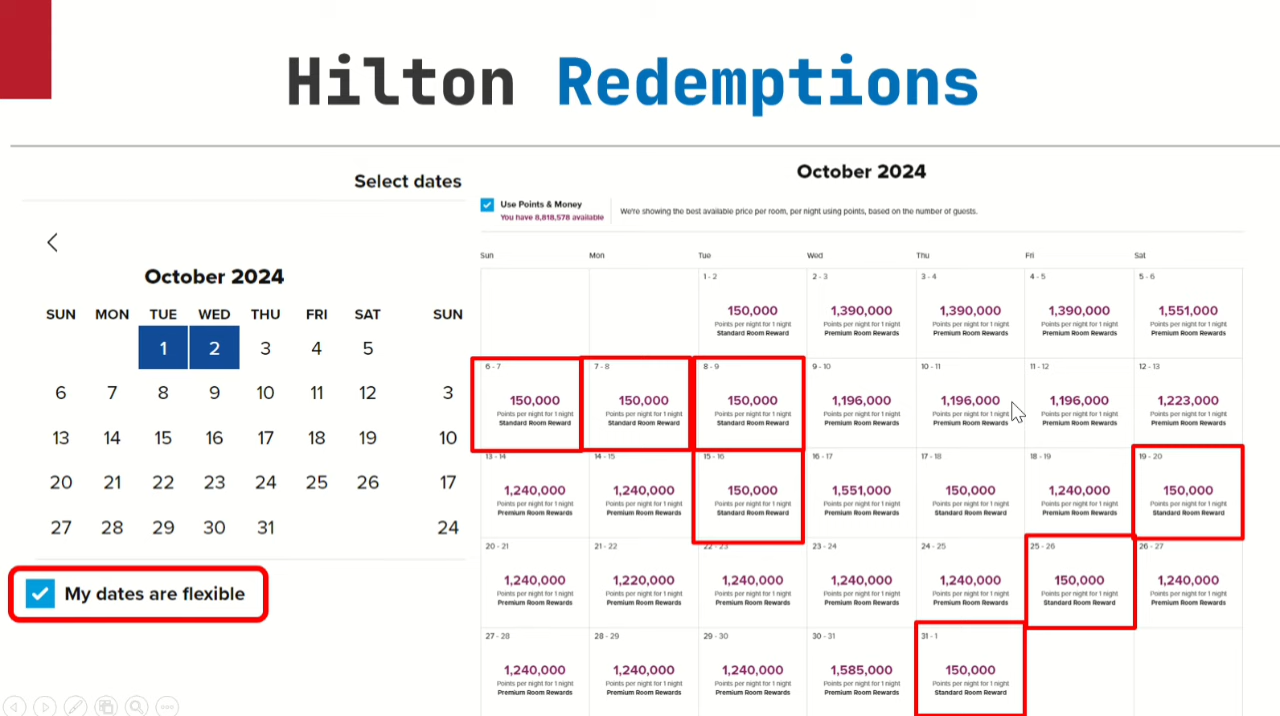 Hilton Redemptions
Select dates
October 2024
SUN MON TUE WED THU FRI SAT SUN
1 2 3 4 5
6 7 8 9 10 11 12 3
13 14 15 16 17 18 19 10
20 21 22 23 24 25 26 17
27 28 29 30 31 24
My dates are flexible
October 2024
Use Points & Money
You have 8,818,578 available
We're showing the best available price per room, per night using points, based on the number of guests.
Sun Mon Tue Wed Thu Fri Sat
1 - 2 2 - 3 3 - 4 4 - 5 5 - 6
150,000 1,390,000 1,390,000 1,390,000 1,551,000
Points per night for 1 night Points per night for 1 night Points per night for 1 night Points per night for 1 night Points per night for 1 night
Standard Room Reward Premium Room Rewards Premium Room Rewards Premium Room Rewards Premium Room Rewards
6 - 7 7 - 8 8 - 9 9 - 10 10 - 11 11 - 12 12 - 13
150,000 150,000 150,000 1,196,000 1,196,000 1,196,000 1,223,000
Points per night for 1 night Points per night for 1 night Points per night for 1 night Points per night for 1 night Points per night for 1 night Points per night for 1 night Points per night for 1 night
Standard Room Reward Standard Room Reward Standard Room Reward Premium Room Rewards Premium Room Rewards Premium Room Rewards Premium Room Rewards
13 - 14 14 - 15 15 - 16 16 - 17 17 - 18 18 - 19 19 - 20
1,240,000 1,240,000 150,000 1,551,000 150,000 1,240,000 150,000
Points per night for 1 night Points per night for 1 night Points per night for 1 night Points per night for 1 night Points per night for 1 night Points per night for 1 night Points per night for 1 night
Premium Room Rewards Premium Room Rewards Standard Room Reward Premium Room Rewards Standard Room Reward Premium Room Rewards Standard Room Reward
20 - 21 21 - 22 22 - 23 23 - 24 24 - 25 25 - 26 26 - 27
1,240,000 1,220,000 1,240,000 1,240,000 1,240,000 150,000 1,240,000
Points per night for 1 night Points per night for 1 night Points per night for 1 night Points per night for 1 night Points per night for 1 night Points per night for 1 night Points per night for 1 night
Premium Room Rewards Premium Room Rewards Premium Room Rewards Premium Room Rewards Premium Room Rewards Standard Room Reward Premium Room Rewards
27 - 28 28 - 29 29 - 30 30 - 31 31 - 1
1,240,000 1,240,000 1,240,000 1,585,000 150,000
Points per night for 1 night Points per night for 1 night Points per night for 1 night Points per night for 1 night Points per night for 1 night
Premium Room Rewards Premium Room Rewards Premium Room Rewards Premium Room Rewards Standard Room Reward